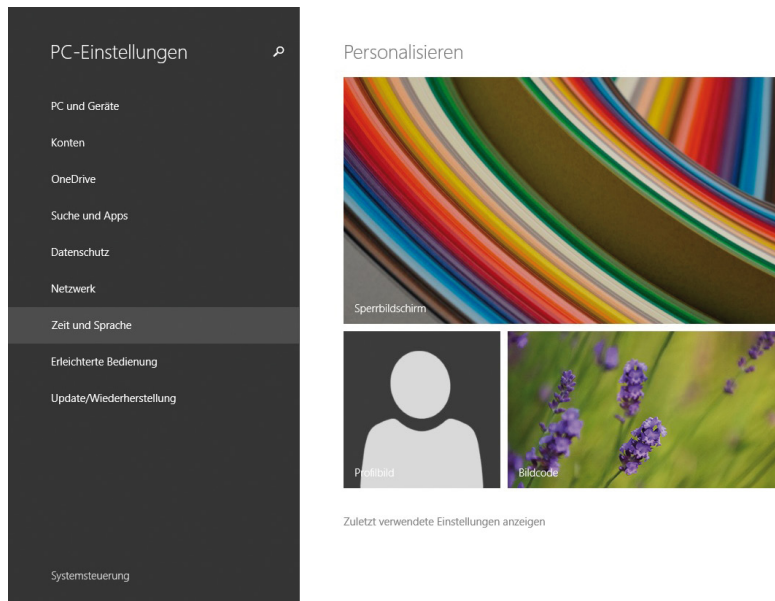 PC-Einstellungen
PC und Geräte
Konten
OneDrive
Suche und Apps
Datenschutz
Netzwerk
Zeit und Sprache
Erleichterte Bedienung
Update/Wiederherstellung
Systemsteuerung
Personalisieren
Sperrbildschirm
Profilbild
Bildcode
Zuletzt verwendete Einstellungen anzeigen